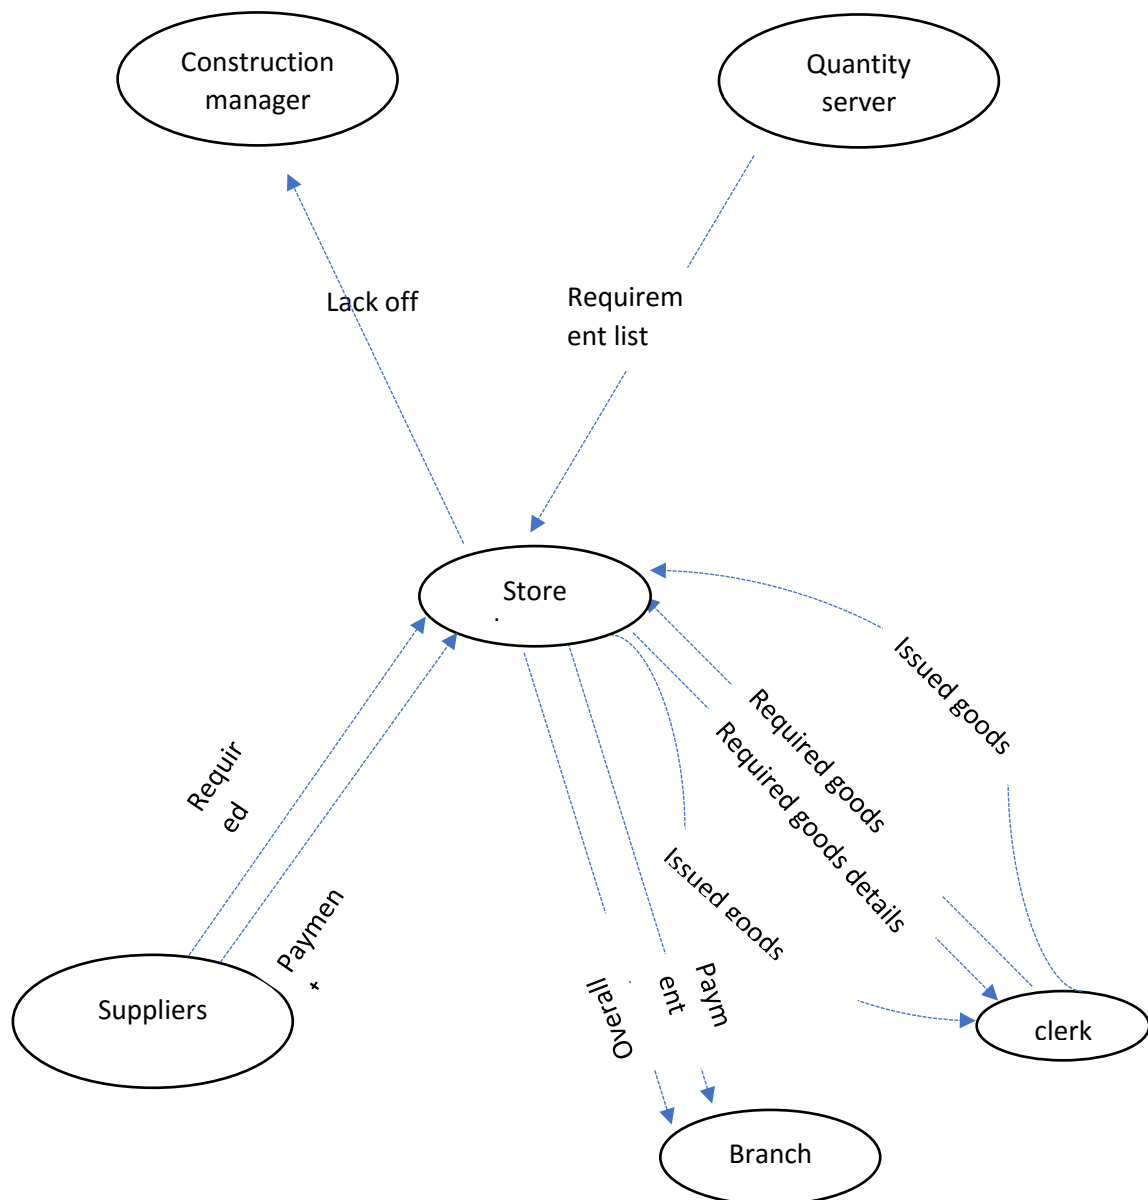 Construction
manager
Quantity
server
Lack off
Requirem
ent list
Store
Issued goods
Required goods
Required goods details
Requir
ed
Issued goods
Paymen
Paym
ent
Overall
Suppliers
clerk
Branch